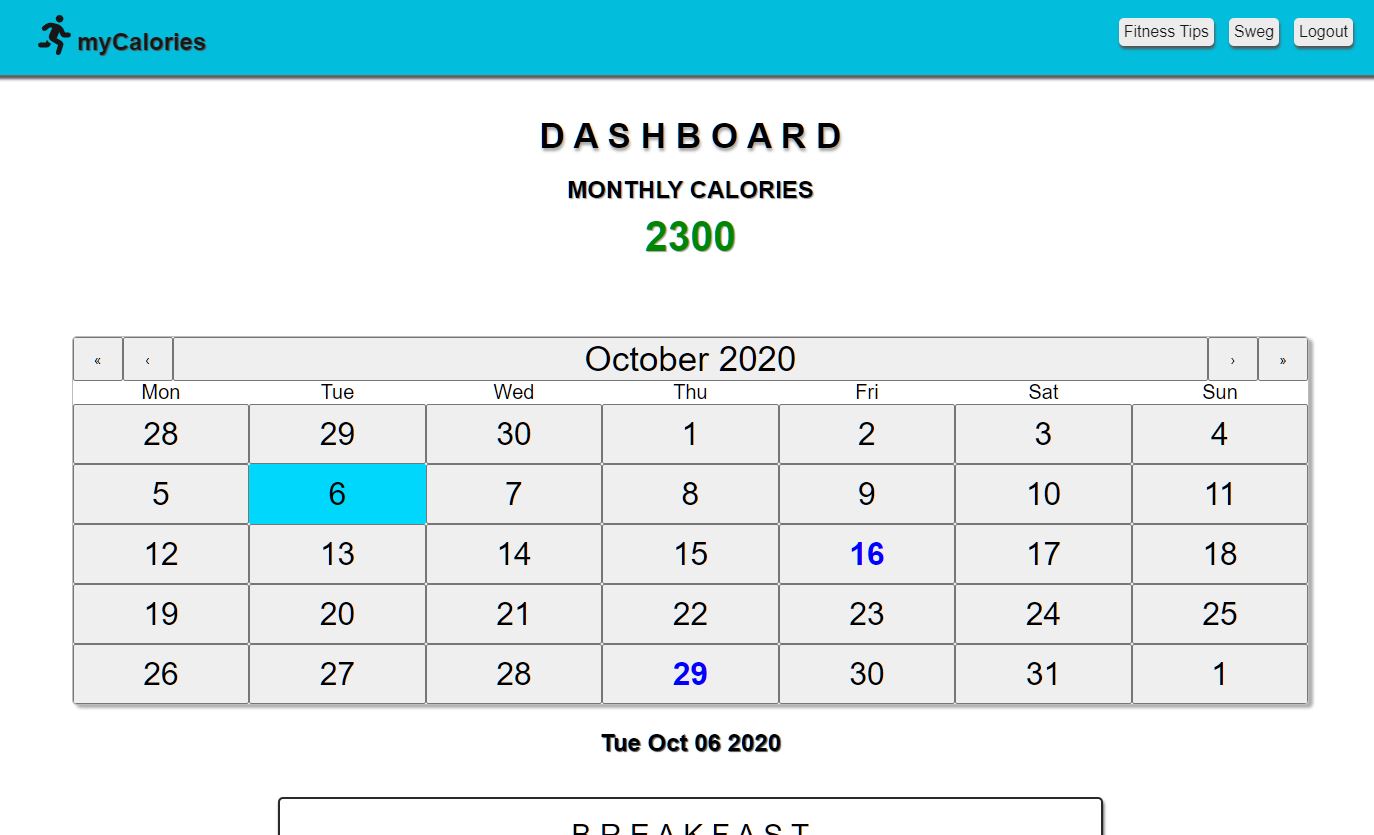 myCalories Fitness Tips Sweg Logout
DASHBOARD
MONTHLY CALORIES
2300
« ‹ October 2020 › »
Mon Tue Wed Thu Fri Sat Sun
28 29 30 1 2 3 4
5 6 7 8 9 10 11
12 13 14 15 16 17 18
19 20 21 22 23 24 25
26 27 28 29 30 31 1
Tue Oct 06 2020
BREAKFAST